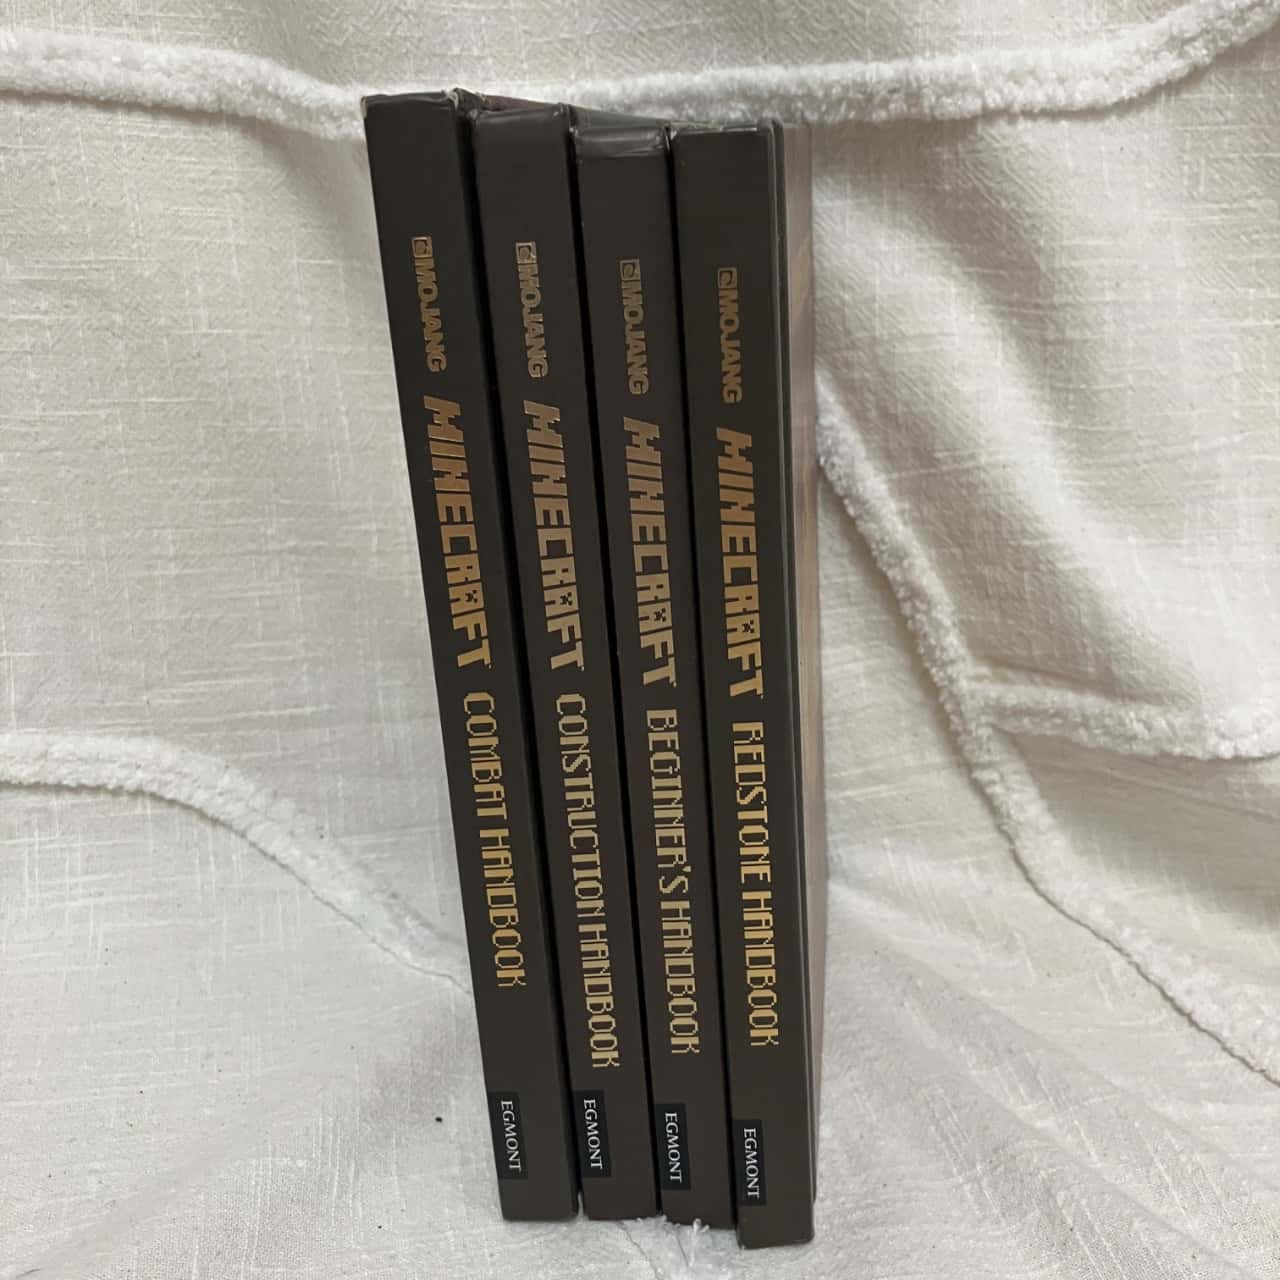 MOJANG MINECRAFT COMBAT HANDBOOK EGMONT
MOJANG MINECRAFT CONSTRUCTION HANDBOOK EGMONT
MOJANG MINECRAFT BEGINNER'S HANDBOOK EGMONT
MOJANG MINECRAFT REDSTONE HANDBOOK EGMONT